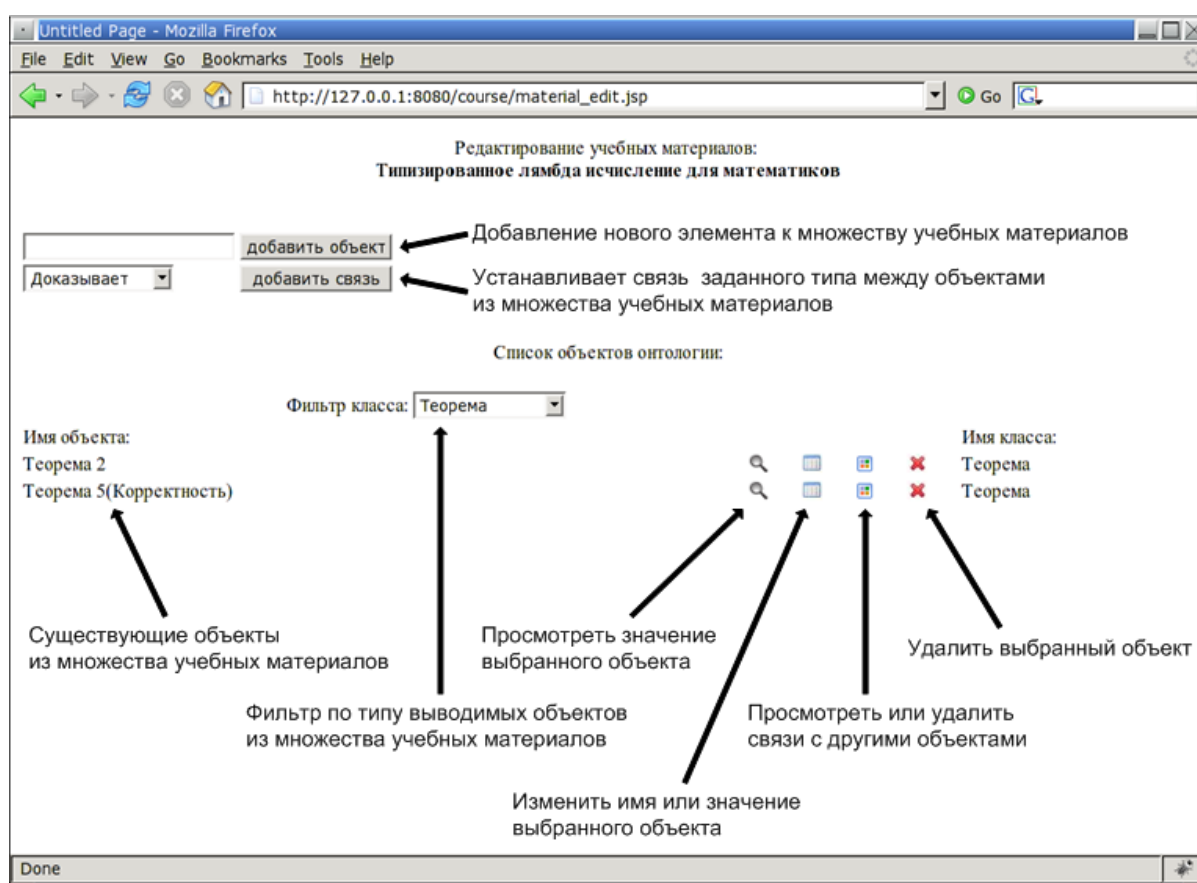 Untitled Page - Mozilla Firefox
File Edit View Go Bookmarks Tools Help
http://127.0.0.1:8080/course/material_edit.jsp Go G
Редактирование учебных материалов:
Типизированное лямбда исчисление для математиков
добавить объект
Добавление нового элемента к множеству учебных материалов
Доказывает добавить связь
Устанавливает связь заданного типа между объектами
из множества учебных материалов
Список объектов онтологии:
Фильтр класса: Теорема
Имя объекта: Имя класса:
Теорема 2 Теорема
Теорема 5(Корректность) Теорема
Существующие объекты
из множества учебных материалов
Просмотреть значение
выбранного объекта
Удалить выбранный объект
Фильтр по типу выводимых объектов
из множества учебных материалов
Просмотреть или удалить
связи с другими объектами
Изменить имя или значение
выбранного объекта
Done